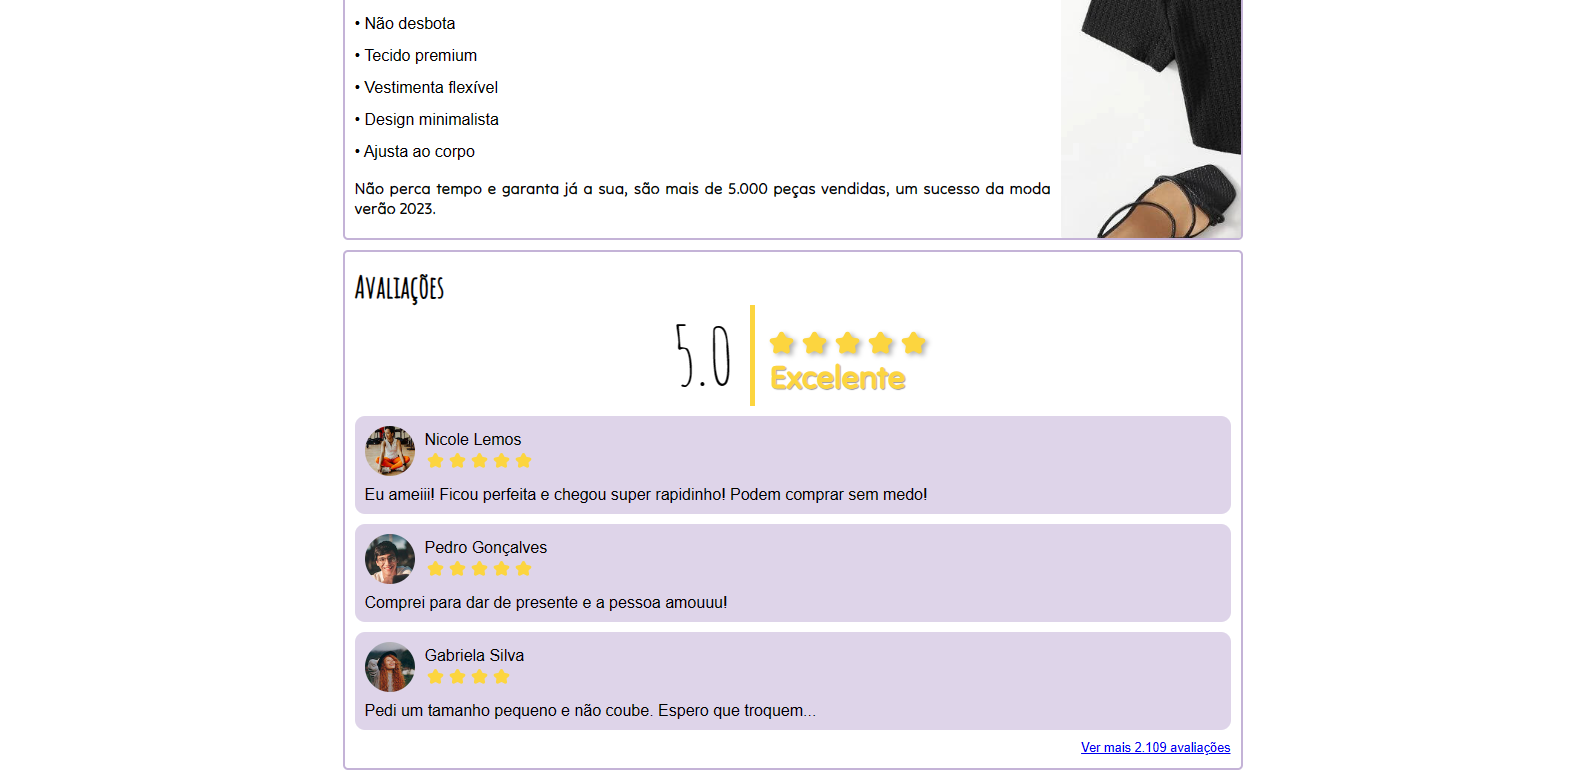 • Não desbota
• Tecido premium
• Vestimenta flexível
• Design minimalista
• Ajusta ao corpo
Não perca tempo e garanta já a sua, são mais de 5.000 peças vendidas, um sucesso da moda
verão 2023.
Avaliações
5.0
Excelente
Nicole Lemos
Eu ameiii! Ficou perfeita e chegou super rapidinho! Podem comprar sem medo!
Pedro Gonçalves
Comprei para dar de presente e a pessoa amouuu!
Gabriela Silva
Pedi um tamanho pequeno e não coube. Espero que troquem...
Ver mais 2.109 avaliações